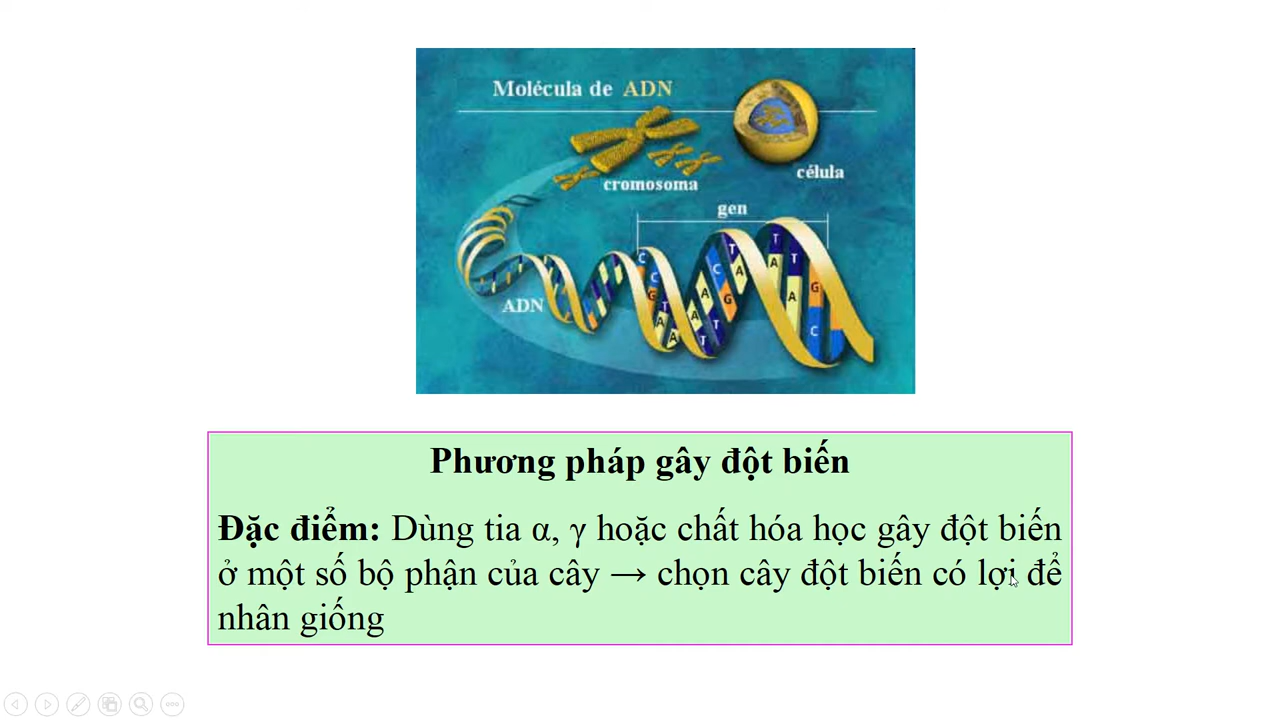 Molécula de ADN
cromosoma
célula
gen
ADN
C
C
G
T
A
A
A
A
T
T
C
G
T
A
T
A
T
A
G
C
Phương pháp gây đột biến
Đặc điểm: Dùng tia α, γ hoặc chất hóa học gây đột biến
ở một số bộ phận của cây → chọn cây đột biến có lợi để
nhân giống